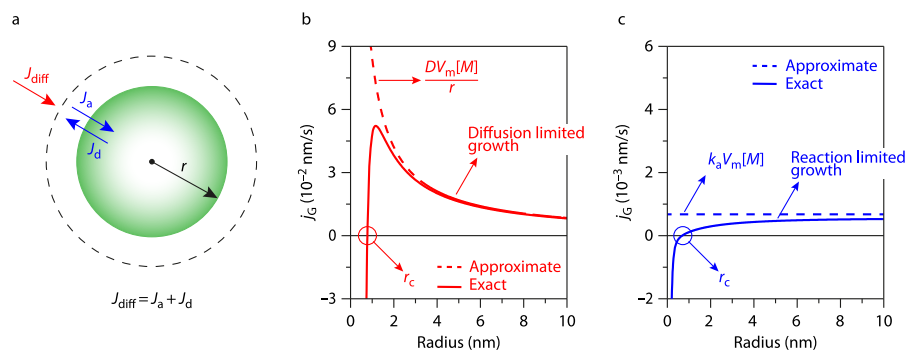 a
J_diff
J_a
J_d
r
J_diff = J_a + J_d
b
9
6
3
0
−3
j_G (10⁻² nm/s)
DV_m[M]
r
Diffusion limited
growth
r_c
Approximate
Exact
0 2 4 6 8 10
Radius (nm)
c
6
4
2
0
−2
j_G (10⁻³ nm/s)
Approximate
Exact
k_aV_m[M]
Reaction limited
growth
r_c
0 2 4 6 8 10
Radius (nm)